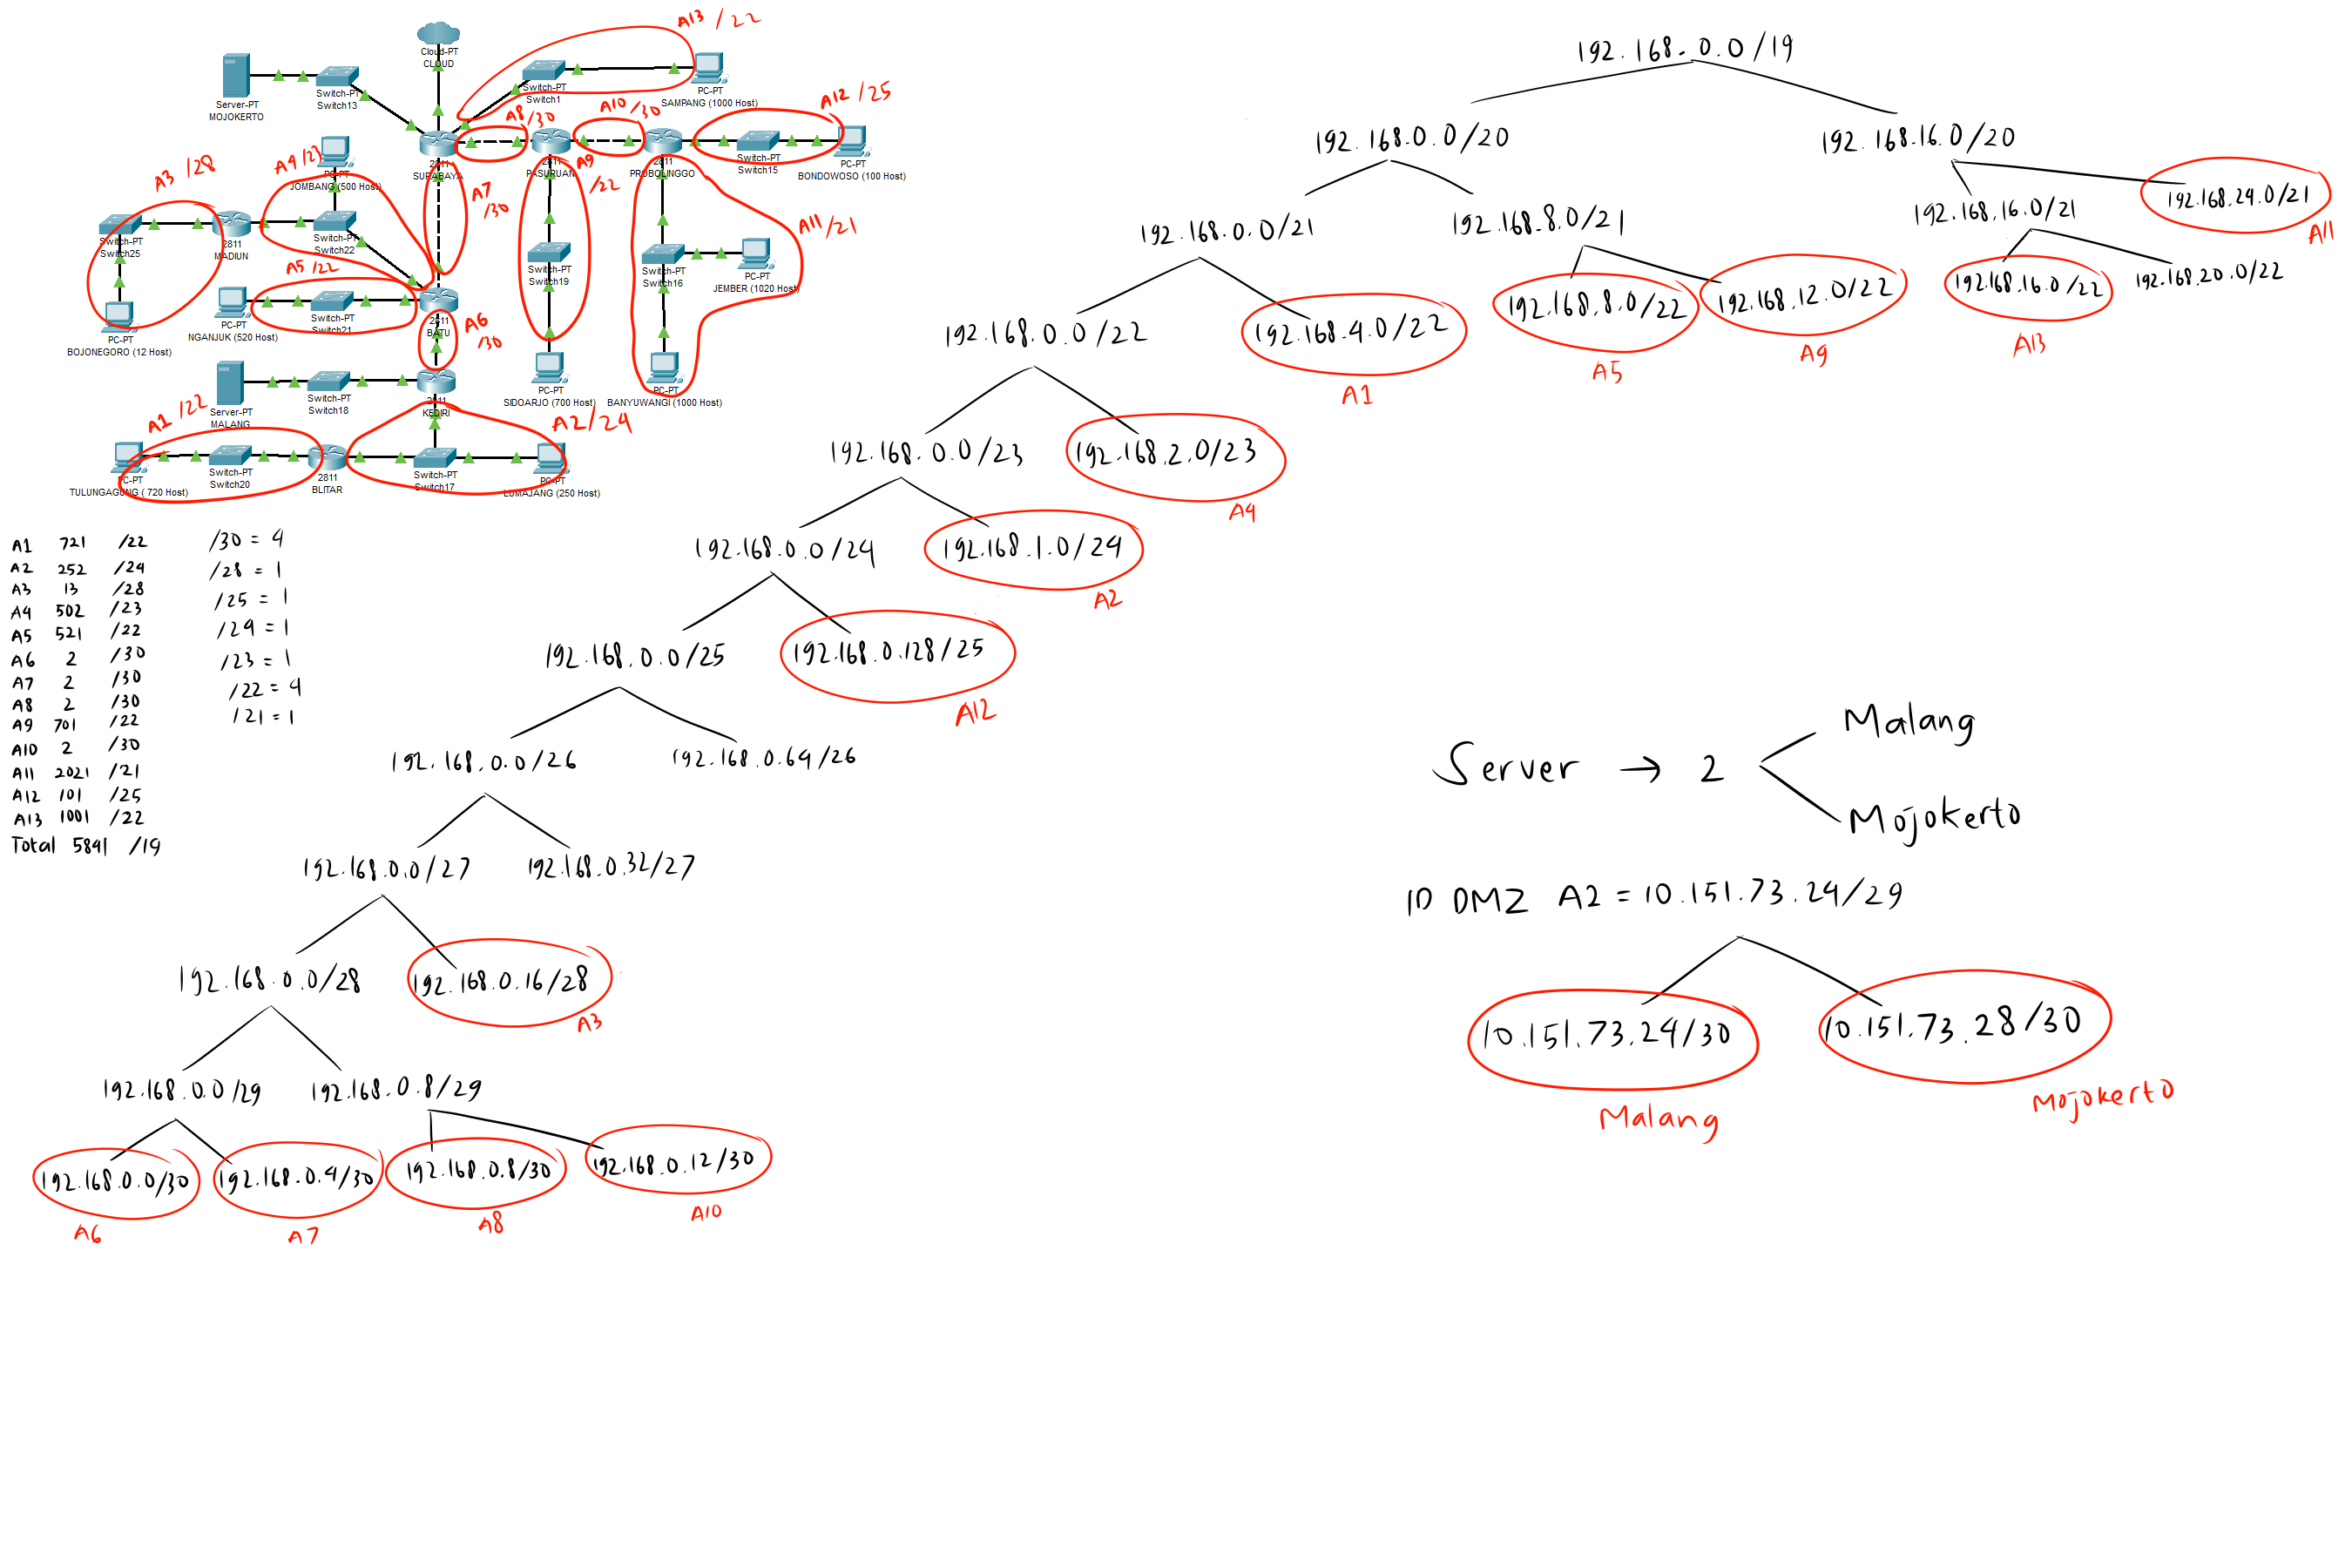 A13 /22
Cloud-PT
CLOUD
Switch-PT
Switch1
PC-PT
SAMPANG (1000 Host)
Server-PT
MOJOKERTO
Switch-PT
Switch13
A8/30
A10/30
A12/25
2811
SURABAYA
2811
PASURUAN
2811
PROBOLINGGO
Switch-PT
Switch15
PC-PT
BONDOWOSO (100 Host)
A3 /28
A4 /23
PC-PT
JOMBANG (500 Host)
A7
/30
A9
/22
A11/21
Switch-PT
Switch25
2811
MADIUN
Switch-PT
Switch22
A5 /22
Switch-PT
Switch19
Switch-PT
Switch16
PC-PT
JEMBER (1020 Host)
PC-PT
BOJONEGORO (12 Host)
PC-PT
NGANJUK (520 Host)
Switch-PT
Switch21
2811
BATU
A6
/30
Server-PT
MALANG
Switch-PT
Switch18
2811
KEDIRI
PC-PT
SIDOARJO (700 Host)
PC-PT
BANYUWANGI (1000 Host)
A1/22
A2/24
PC-PT
TULUNGAGUNG ( 720 Host)
Switch-PT
Switch20
2811
BLITAR
Switch-PT
Switch17
PC-PT
LUMAJANG (250 Host)
A1 721 /22
A2 252 /24
A3 13 /28
A4 502 /23
A5 521 /22
A6 2 /30
A7 2 /30
A8 2 /30
A9 701 /22
A10 2 /30
A11 2021 /21
A12 101 /25
A13 1001 /22
Total 5841 /19
/30 = 4
/28 = 1
/25 = 1
/24 = 1
/23 = 1
/22 = 4
/21 = 1
192.168.0.0/19
192.168.0.0/20
192.168.16.0/20
192.168.0.0/21
192.168.8.0/21
192.168.16.0/21
192.168.24.0/21
A11
192.168.0.0/22
192.168.4.0/22
A1
192.168.8.0/22
A5
192.168.12.0/22
A9
192.168.16.0/22
A13
192.168.20.0/22
192.168.0.0/23
192.168.2.0/23
A4
192.168.0.0/24
192.168.1.0/24
A2
192.168.0.0/25
192.168.0.128/25
A12
192.168.0.0/26
192.168.0.64/26
192.168.0.0/27
192.168.0.32/27
192.168.0.0/28
192.168.0.16/28
A3
192.168.0.0/29
192.168.0.8/29
192.168.0.0/30
192.168.0.4/30
192.168.0.8/30
192.168.0.12/30
A6
A7
A8
A10
Server → 2
Malang
Mojokerto
ID DMZ A2 = 10.151.73.24/29
10.151.73.24/30
10.151.73.28/30
Malang
Mojokerto